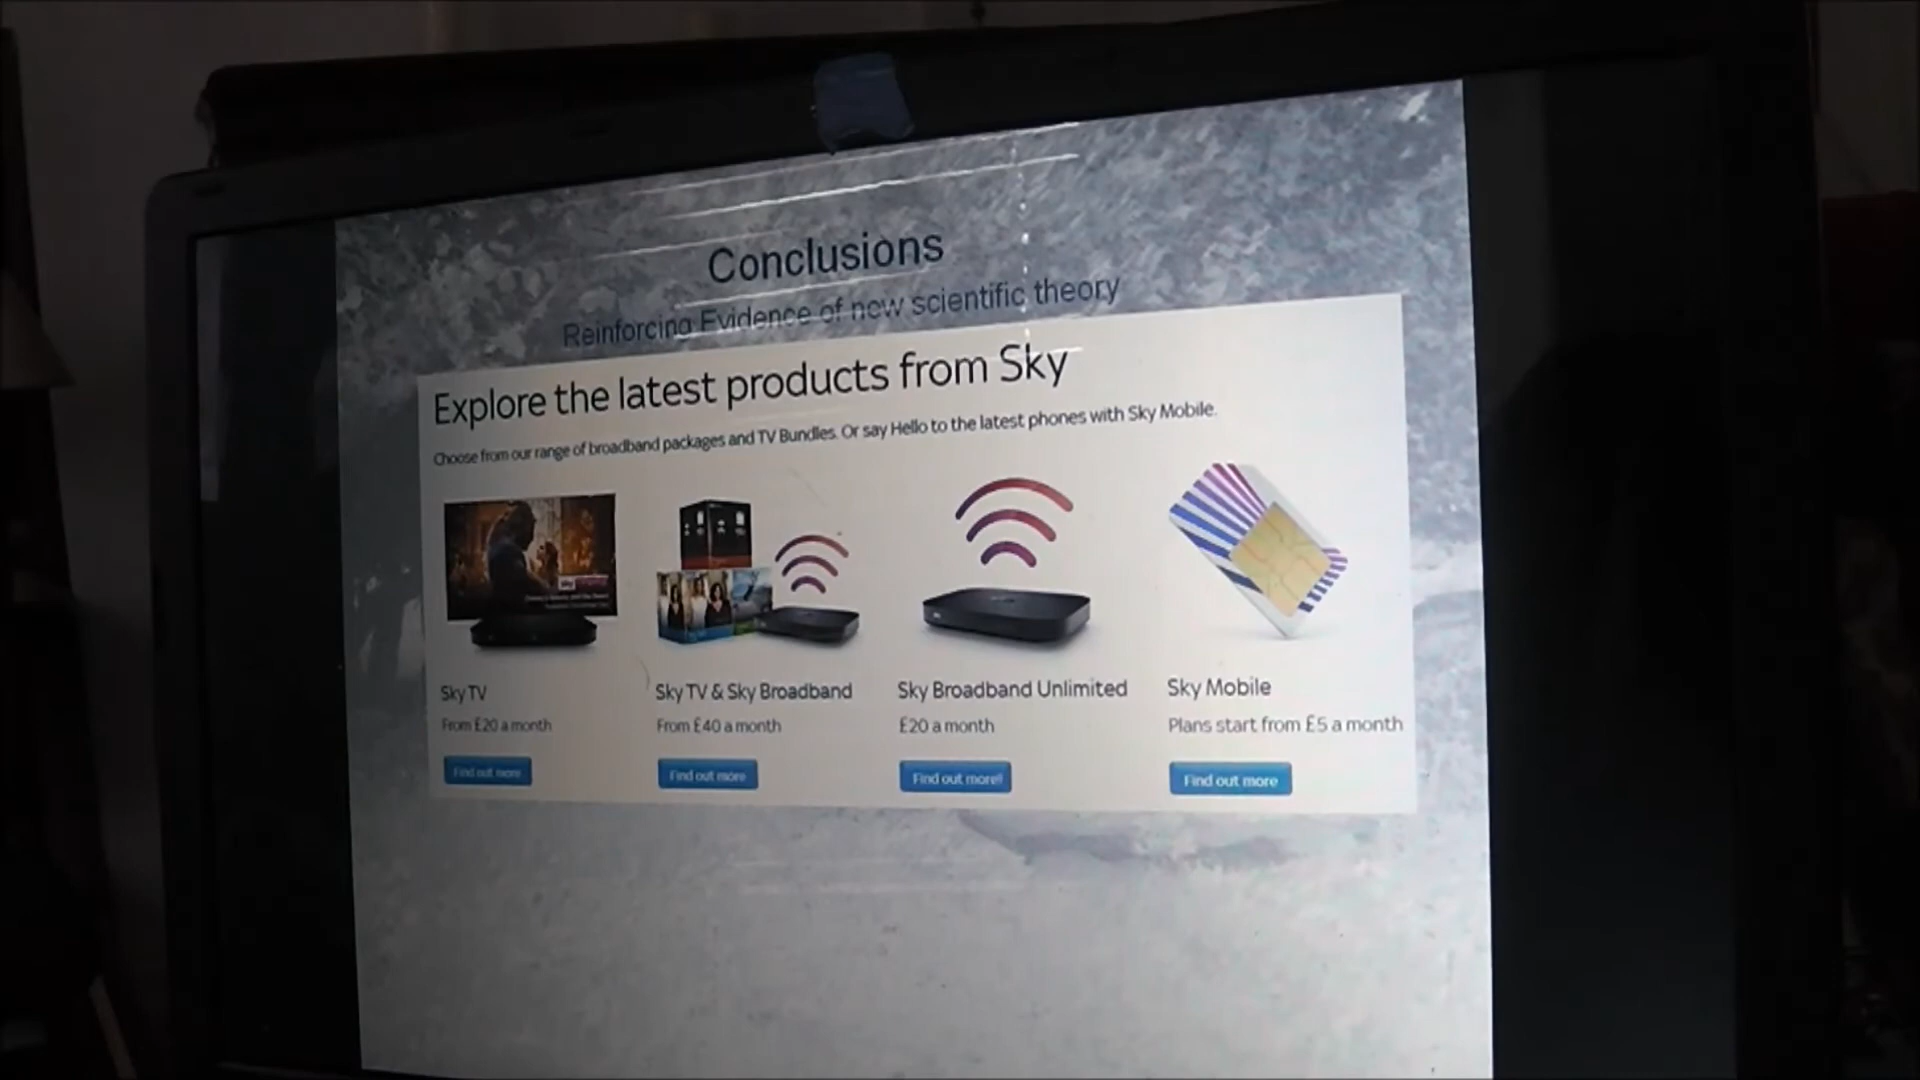 Conclusions
Reinforcing Evidence of new scientific theory
Explore the latest products from Sky
Choose from our range of broadband packages and TV Bundles. Or say Hello to the latest phones with Sky Mobile.
sky
Sky TV
From £20 a month
Find out more
Sky TV & Sky Broadband
From £40 a month
Find out more
Sky Broadband Unlimited
£20 a month
Find out more!!
Sky Mobile
Plans start from £5 a month
Find out more